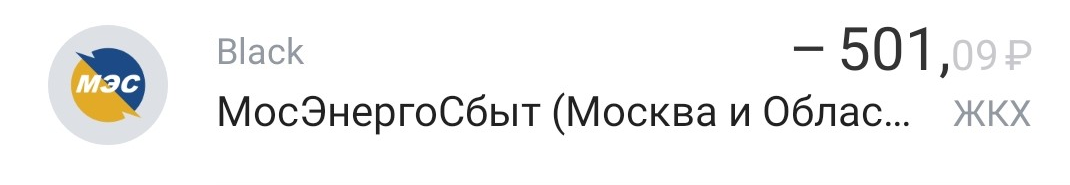 МЭС
Black
– 501,09 ₽
МосЭнергоСбыт (Москва и Облас...
ЖКХ